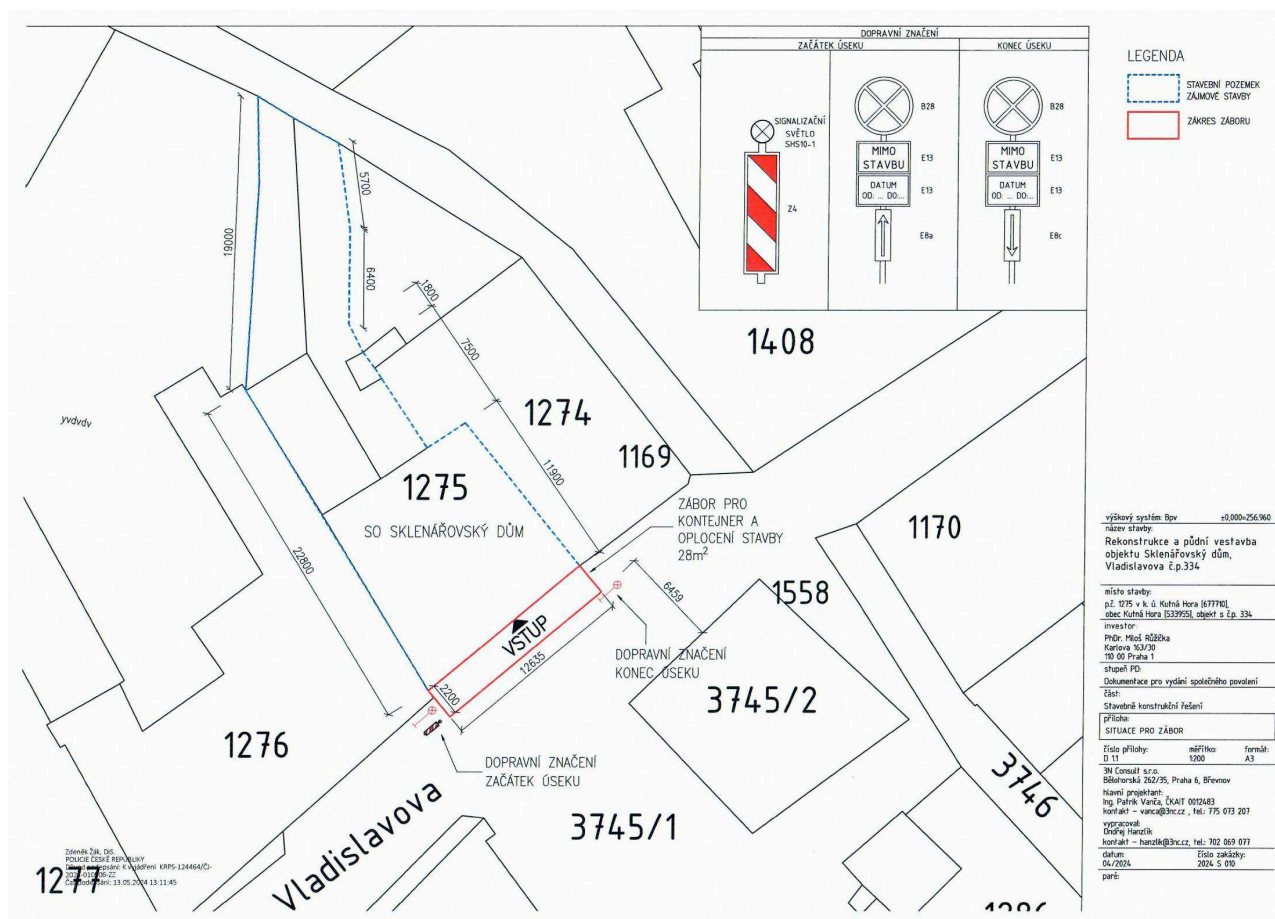 DOPRAVNÍ ZNAČENÍ
ZAČÁTEK ÚSEKU
KONEC ÚSEKU
SIGNALIZAČNÍ
SVĚTLO
SHS10-1
Z4
B28
MIMO
STAVBU
E13
DATUM
OD: ... DO:...
E13
E8a
B28
MIMO
STAVBU
E13
DATUM
OD: ... DO:...
E13
E8c
LEGENDA
STAVEBNÍ POZEMEK
ZÁJMOVÉ STAVBY
ZÁKRES ZÁBORU
19000
5700
6400
1800
7500
11900
22800
1408
1274
1169
1275
SO SKLENÁŘOVSKÝ DŮM
yvdvdv
ZÁBOR PRO
KONTEJNER A
OPLOCENÍ STAVBY
28m²
1170
1558
6459
VSTUP
12635
2200
DOPRAVNÍ ZNAČENÍ
KONEC ÚSEKU
3745/2
1276
DOPRAVNÍ ZNAČENÍ
ZAČÁTEK ÚSEKU
3746
3745/1
Vladislavova
1277
1286
Zdeněk Žák, DiS.
POLICIE ČESKÉ REPUBLIKY
KRPS-124464/ČJ-
13.05.2024 13:11:45
výškový systém: Bpv ±0,000=256.960
název stavby:
Rekonstrukce a půdní vestavba
objektu Sklenářovský dům,
Vladislavova č.p.334
místo stavby:
p.č. 1275 v k. ú. Kutná Hora [677710],
obec Kutná Hora [533955], objekt s č.p. 334
investor:
PhDr. Miloš Růžička
Karlova 163/30
110 00 Praha 1
stupeň PD:
Dokumentace pro vydání společného povolení
část:
Stavebně konstrukční řešení
příloha:
SITUACE PRO ZÁBOR
číslo přílohy: měřítko: formát:
D 1.1 1:200 A3
3N Consult s.r.o.
Bělohorská 262/35, Praha 6, Břevnov
hlavní projektant:
Ing. Patrik Vanča, ČKAIT 0012483
kontakt – vanca@3nc.cz , tel.: 775 073 207
vypracoval:
Ondřej Hanzlík
kontakt – hanzlik@3nc.cz, tel.: 702 069 077
datum: číslo zakázky:
04/2024 2024 S 010
paré: